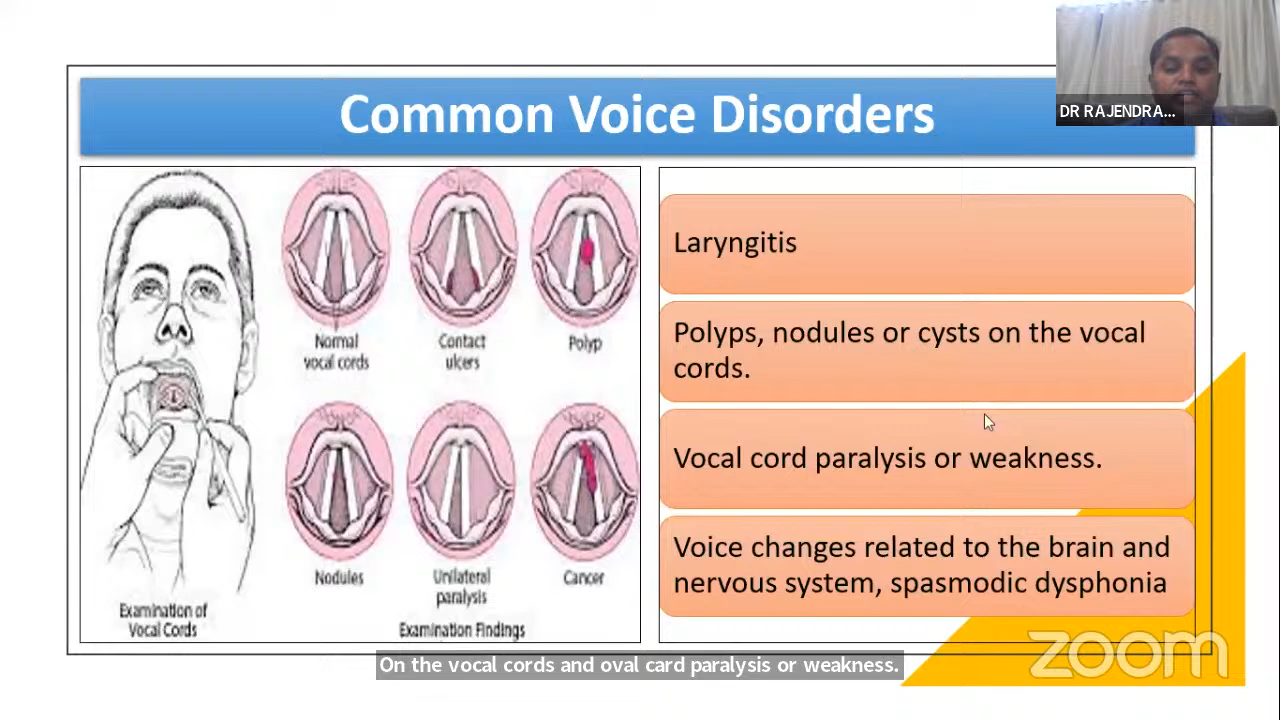 Common Voice Disorders
DR RAJENDRA...
Normal
vocal cords
Contact
ulcers
Polyp
Nodules
Unilateral
paralysis
Cancer
Examination of
Vocal Cords
Examination Findings
Laryngitis
Polyps, nodules or cysts on the vocal
cords.
Vocal cord paralysis or weakness.
Voice changes related to the brain and
nervous system, spasmodic dysphonia
On the vocal cords and oval card paralysis or weakness.
zoom